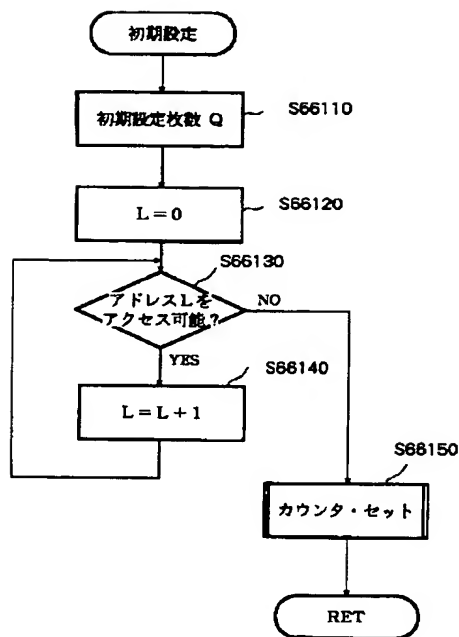 初期設定
初期設定枚数 Q
S66110
L=0
S66120
S66130
アドレスLを
アクセス可能?
NO
YES
S66140
L=L+1
S66150
カウンタ・セット
RET